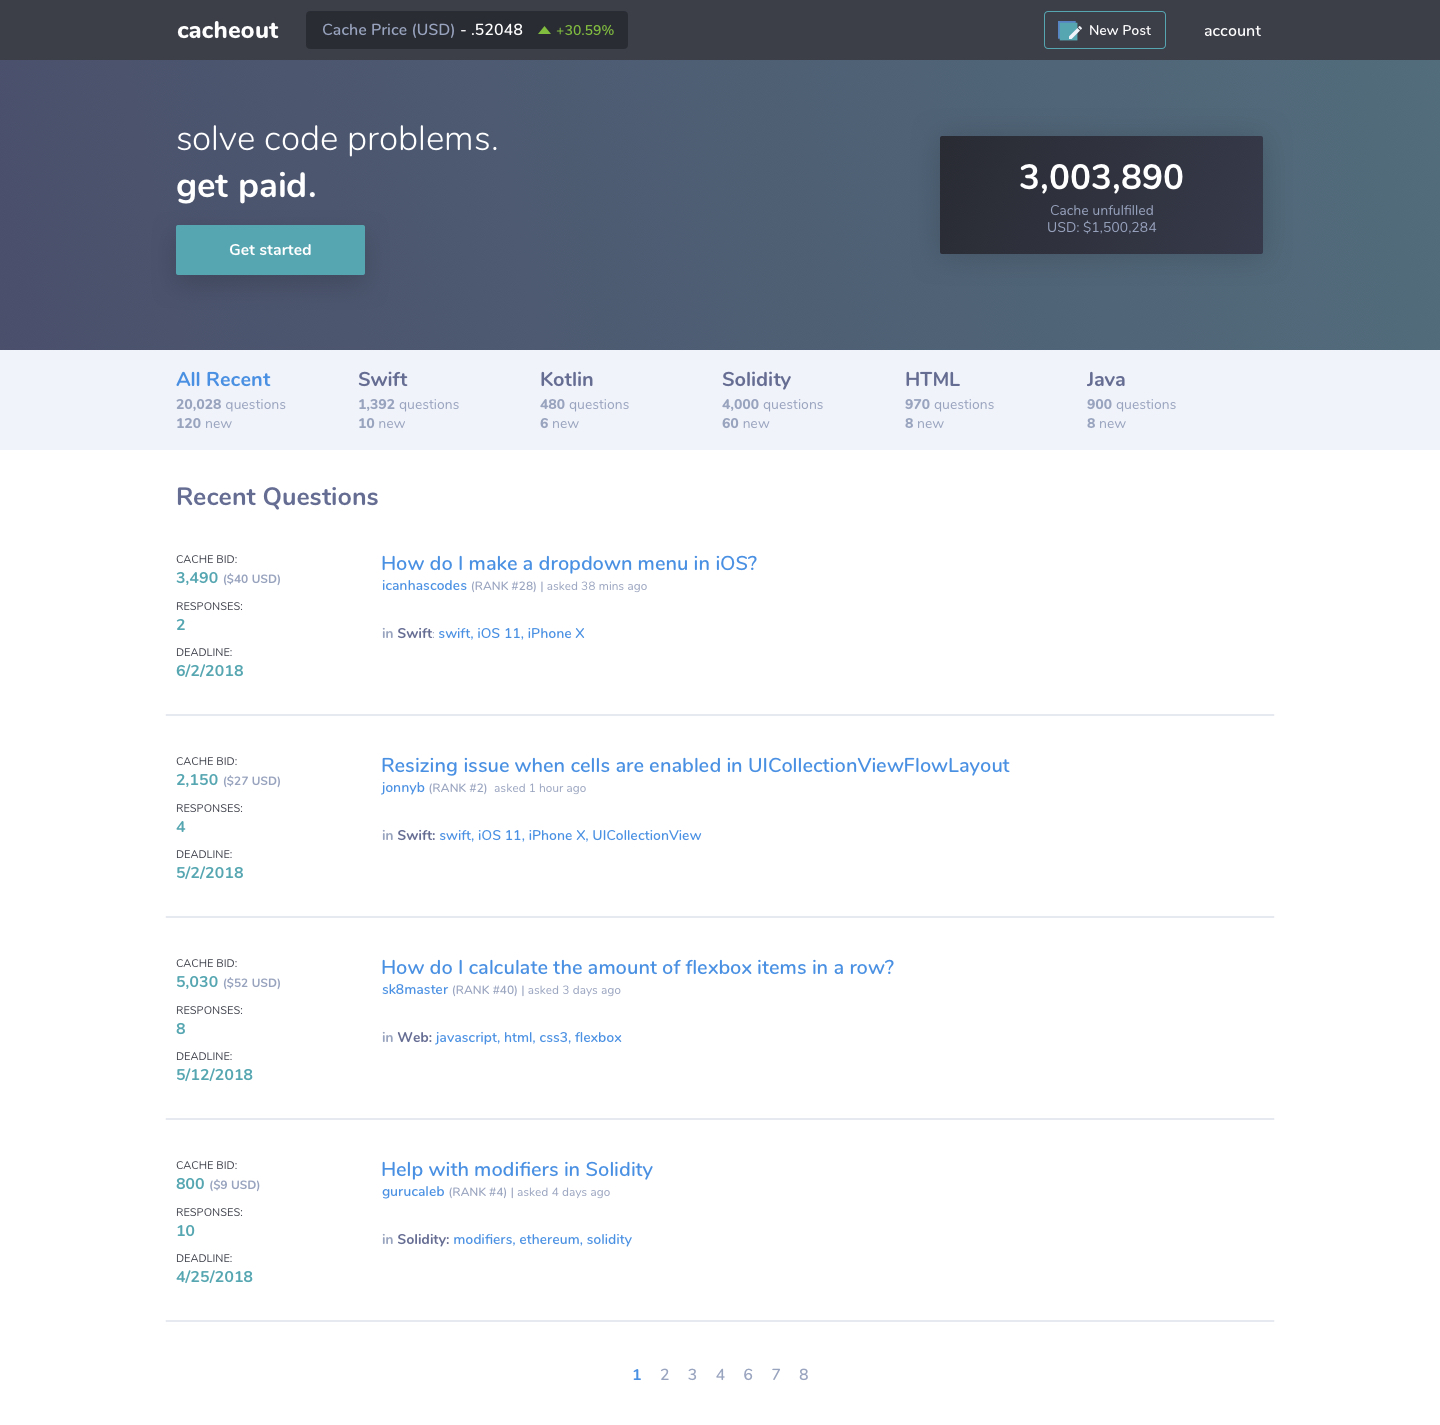 cacheout
Cache Price (USD) - .52048
+30.59%
New Post
account
solve code problems.
get paid.
Get started
3,003,890
Cache unfulfilled
USD: $1,500,284
All Recent
20,028 questions
120 new
Swift
1,392 questions
10 new
Kotlin
480 questions
6 new
Solidity
4,000 questions
60 new
HTML
970 questions
8 new
Java
900 questions
8 new
Recent Questions
CACHE BID:
3,490 ($40 USD)
RESPONSES:
2
DEADLINE:
6/2/2018
How do I make a dropdown menu in iOS?
icanhascodes (RANK #28) | asked 38 mins ago
in Swift: swift, iOS 11, iPhone X
CACHE BID:
2,150 ($27 USD)
RESPONSES:
4
DEADLINE:
5/2/2018
Resizing issue when cells are enabled in UICollectionViewFlowLayout
jonnyb (RANK #2) asked 1 hour ago
in Swift: swift, iOS 11, iPhone X, UICollectionView
CACHE BID:
5,030 ($52 USD)
RESPONSES:
8
DEADLINE:
5/12/2018
How do I calculate the amount of flexbox items in a row?
sk8master (RANK #40) | asked 3 days ago
in Web: javascript, html, css3, flexbox
CACHE BID:
800 ($9 USD)
RESPONSES:
10
DEADLINE:
4/25/2018
Help with modifiers in Solidity
gurucaleb (RANK #4) | asked 4 days ago
in Solidity: modifiers, ethereum, solidity
1 2 3 4 6 7 8